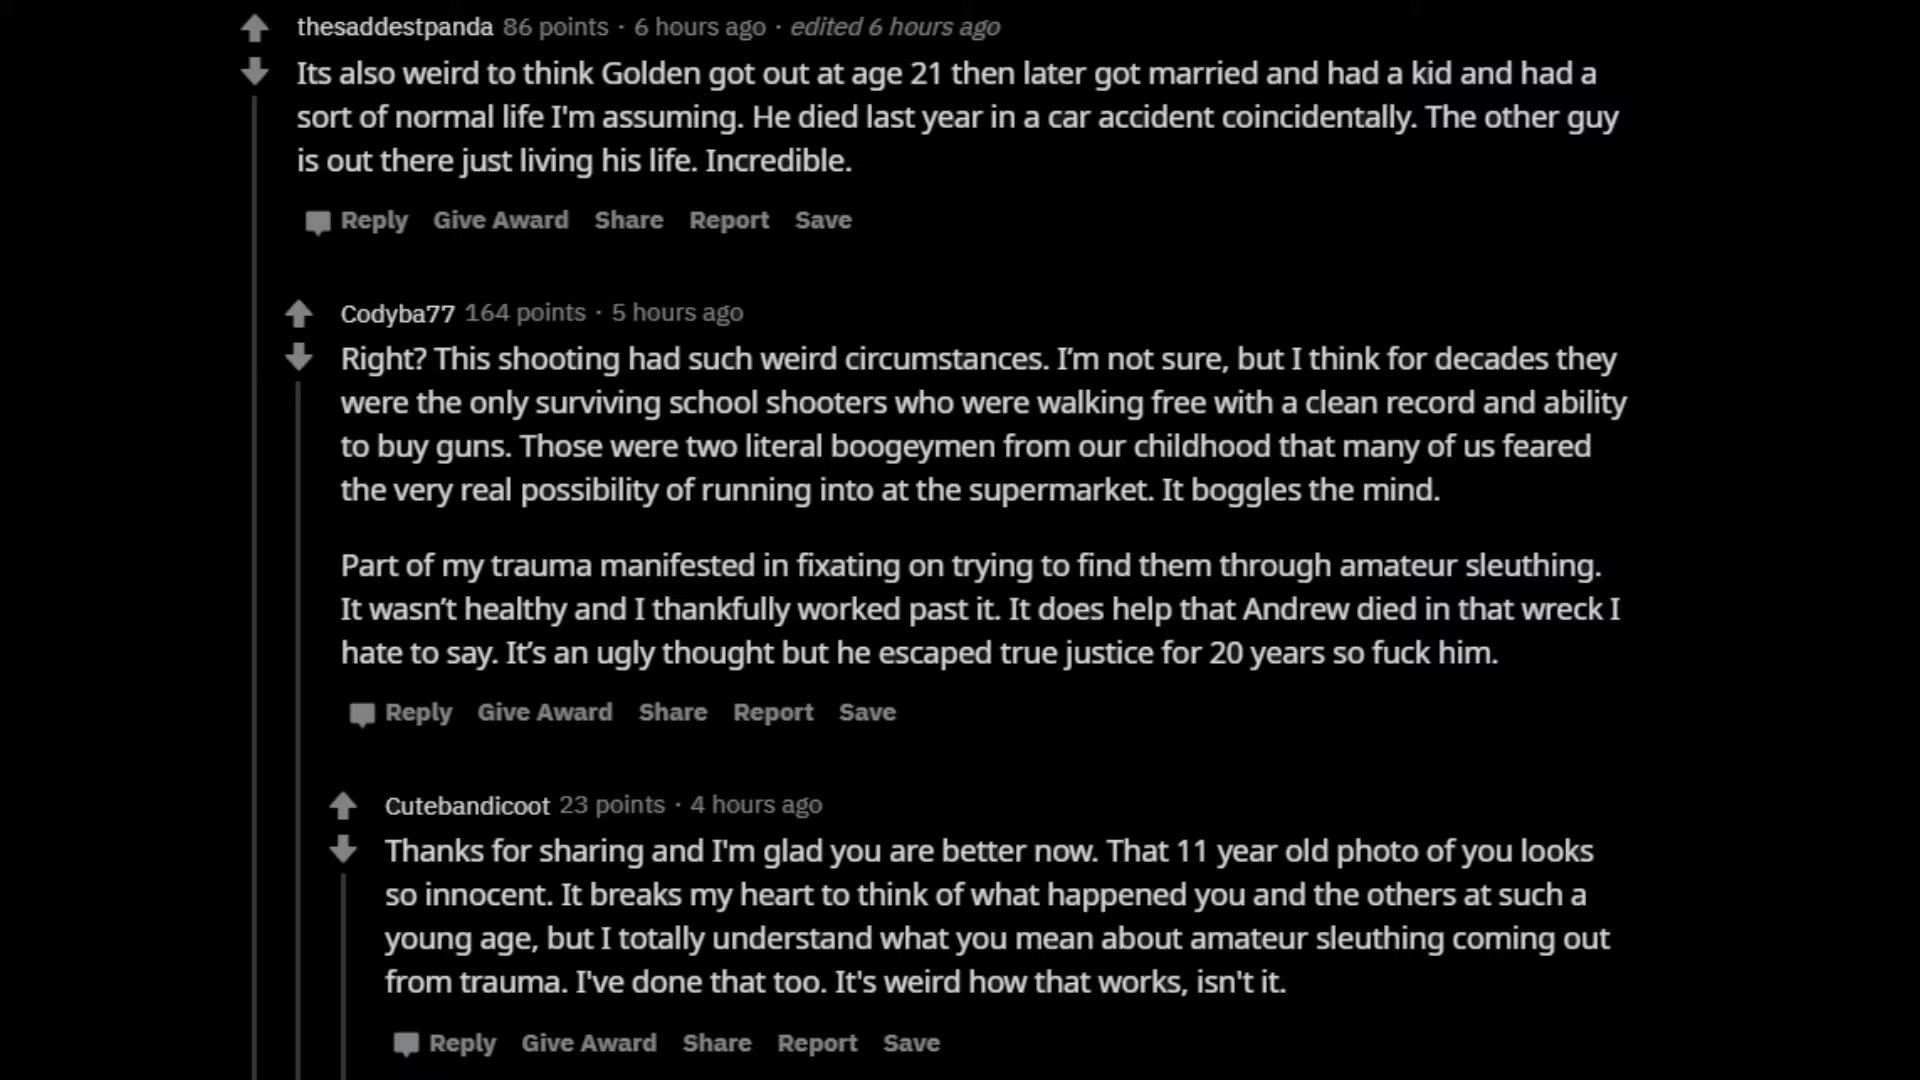 thesaddestpanda 86 points · 6 hours ago · edited 6 hours ago
Its also weird to think Golden got out at age 21 then later got married and had a kid and had a
sort of normal life I'm assuming. He died last year in a car accident coincidentally. The other guy
is out there just living his life. Incredible.
Reply Give Award Share Report Save
Codyba77 164 points · 5 hours ago
Right? This shooting had such weird circumstances. I’m not sure, but I think for decades they
were the only surviving school shooters who were walking free with a clean record and ability
to buy guns. Those were two literal boogeymen from our childhood that many of us feared
the very real possibility of running into at the supermarket. It boggles the mind.
Part of my trauma manifested in fixating on trying to find them through amateur sleuthing.
It wasn’t healthy and I thankfully worked past it. It does help that Andrew died in that wreck I
hate to say. It’s an ugly thought but he escaped true justice for 20 years so fuck him.
Reply Give Award Share Report Save
Cutebandicoot 23 points · 4 hours ago
Thanks for sharing and I'm glad you are better now. That 11 year old photo of you looks
so innocent. It breaks my heart to think of what happened you and the others at such a
young age, but I totally understand what you mean about amateur sleuthing coming out
from trauma. I've done that too. It's weird how that works, isn't it.
Reply Give Award Share Report Save